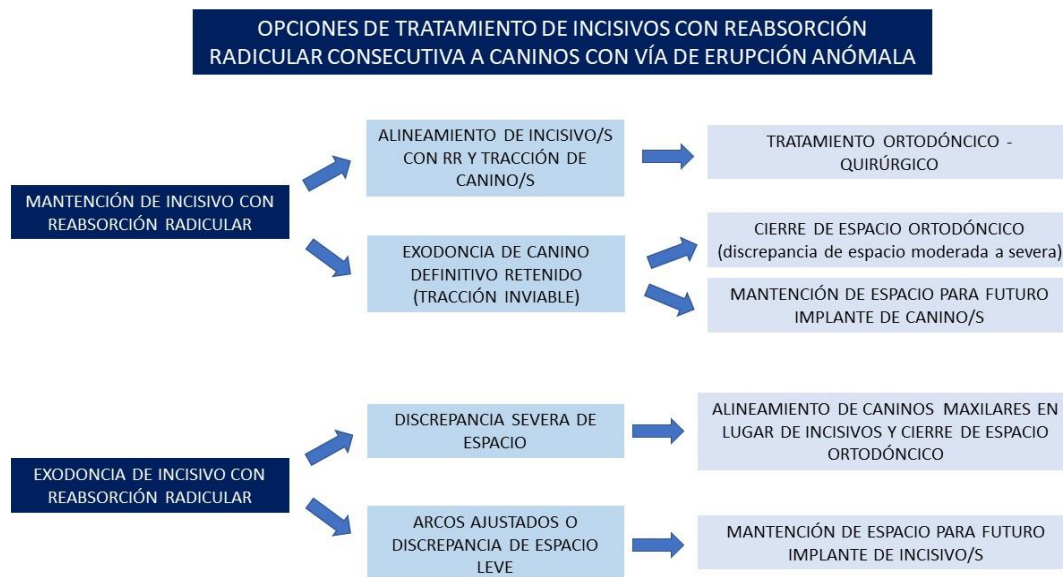 OPCIONES DE TRATAMIENTO DE INCISIVOS CON REABSORCIÓN
RADICULAR CONSECUTIVA A CANINOS CON VÍA DE ERUPCIÓN ANÓMALA
MANTENCIÓN DE INCISIVO CON
REABSORCIÓN RADICULAR
ALINEAMIENTO DE INCISIVO/S
CON RR Y TRACCIÓN DE
CANINO/S
TRATAMIENTO ORTODÓNCICO -
QUIRÚRGICO
EXODONCIA DE CANINO
DEFINITIVO RETENIDO
(TRACCIÓN INVIABLE)
CIERRE DE ESPACIO ORTODÓNCICO
(discrepancia de espacio moderada a severa)
MANTENCIÓN DE ESPACIO PARA FUTURO
IMPLANTE DE CANINO/S
EXODONCIA DE INCISIVO CON
REABSORCIÓN RADICULAR
DISCREPANCIA SEVERA DE
ESPACIO
ALINEAMIENTO DE CANINOS MAXILARES EN
LUGAR DE INCISIVOS Y CIERRE DE ESPACIO
ORTODÓNCICO
ARCOS AJUSTADOS O
DISCREPANCIA DE ESPACIO
LEVE
MANTENCIÓN DE ESPACIO PARA FUTURO
IMPLANTE DE INCISIVO/S